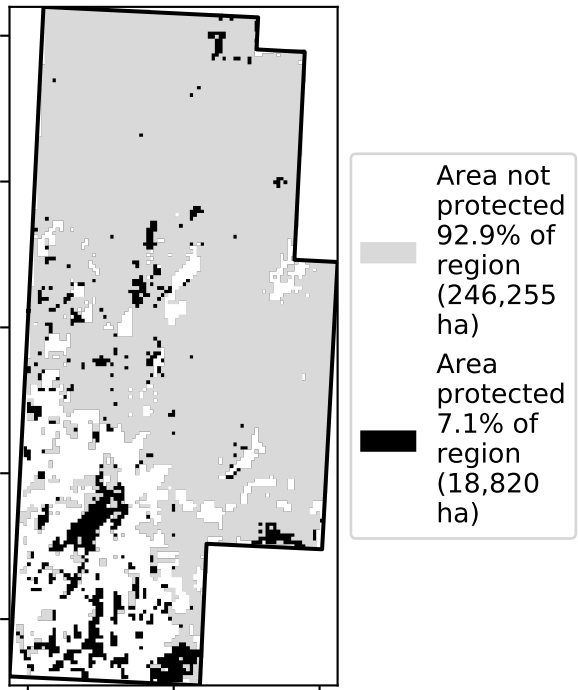 Area not
protected
92.9% of
region
(246,255
ha)
Area
protected
7.1% of
region
(18,820
ha)